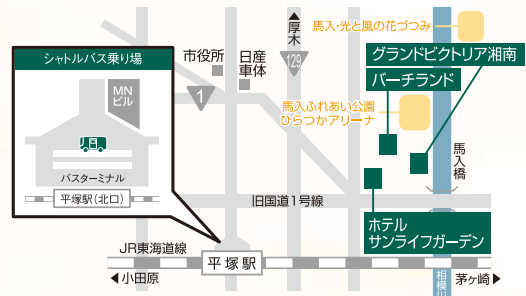 シャトルバス乗り場
MN
ビル
バスターミナル
平塚駅(北口)
市役所
日産
車体
▲厚木
129
1
馬入・光と風の花づつみ
グランドビクトリア湘南
バーチランド
馬入ふれあい公園
ひらつかアリーナ
馬入橋
旧国道1号線
ホテル
サンライフガーデン
JR東海道線
平塚駅
◀小田原
相模川
茅ヶ崎▶